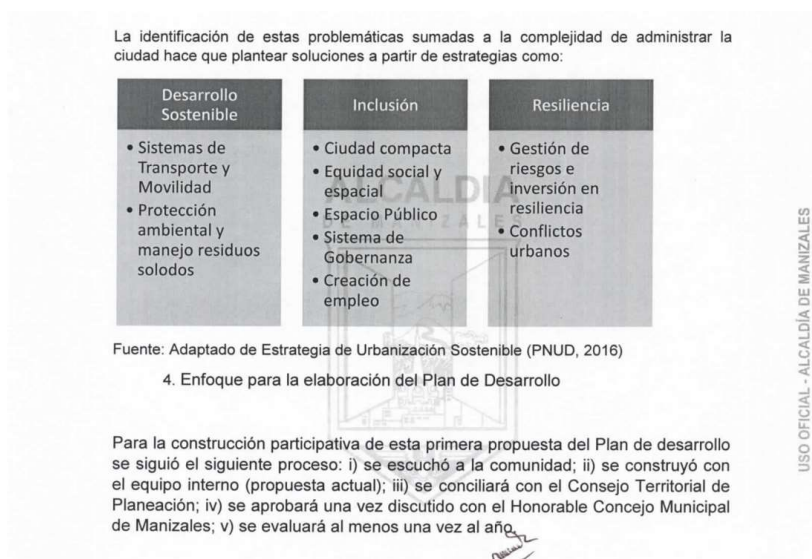 La identificación de estas problemáticas sumadas a la complejidad de administrar la
ciudad hace que plantear soluciones a partir de estrategias como:
Desarrollo
Sostenible
• Sistemas de
Transporte y
Movilidad
• Protección
ambiental y
manejo residuos
solodos
Inclusión
• Ciudad compacta
• Equidad social y
espacial
• Espacio Público
• Sistema de
Gobernanza
• Creación de
empleo
Resiliencia
• Gestión de
riesgos e
inversión en
resiliencia
• Conflictos
urbanos
ALCALDIA
DE MANIZALES
Fuente: Adaptado de Estrategia de Urbanización Sostenible (PNUD, 2016)
4. Enfoque para la elaboración del Plan de Desarrollo
Para la construcción participativa de esta primera propuesta del Plan de desarrollo
se siguió el siguiente proceso: i) se escuchó a la comunidad; ii) se construyó con
el equipo interno (propuesta actual); iii) se conciliará con el Consejo Territorial de
Planeación; iv) se aprobará una vez discutido con el Honorable Concejo Municipal
de Manizales; v) se evaluará al menos una vez al año.
USO OFICIAL - ALCALDÍA DE MANIZALES